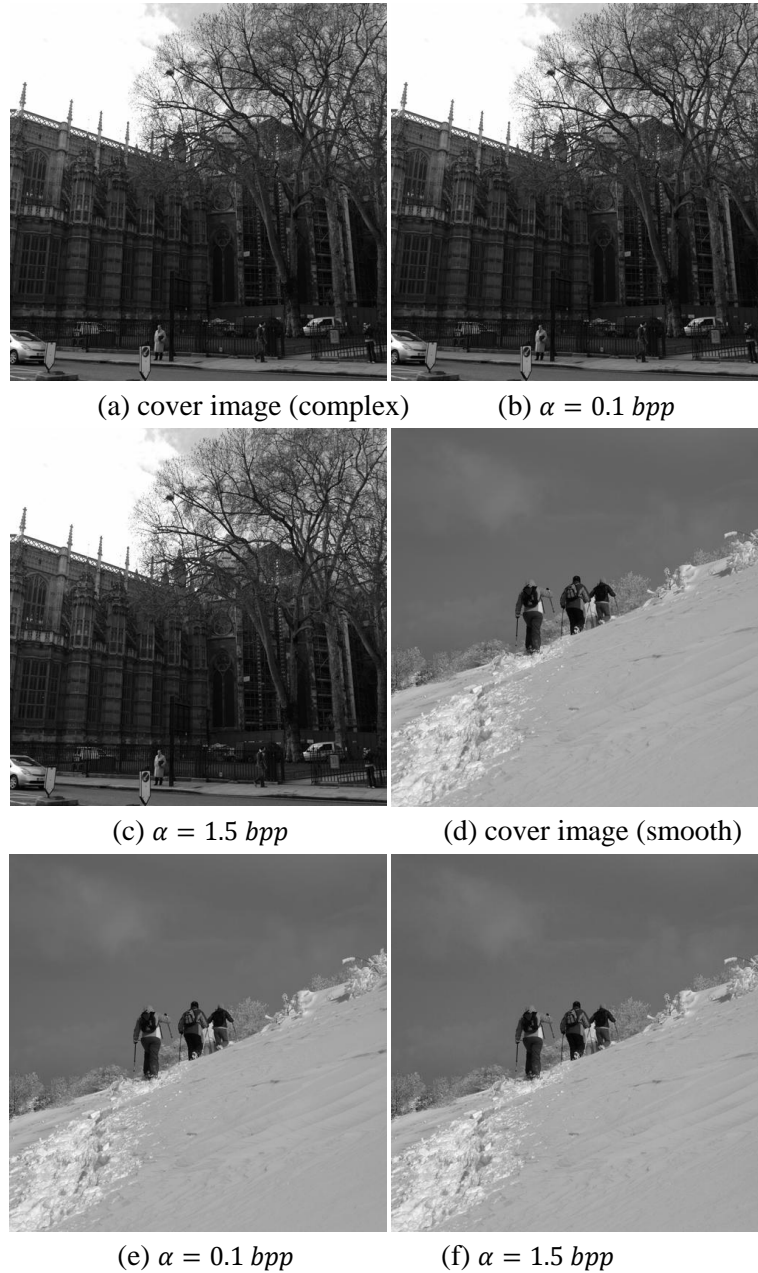 (a) cover image (complex)
(b) α = 0.1 bpp
(c) α = 1.5 bpp
(d) cover image (smooth)
(e) α = 0.1 bpp
(f) α = 1.5 bpp